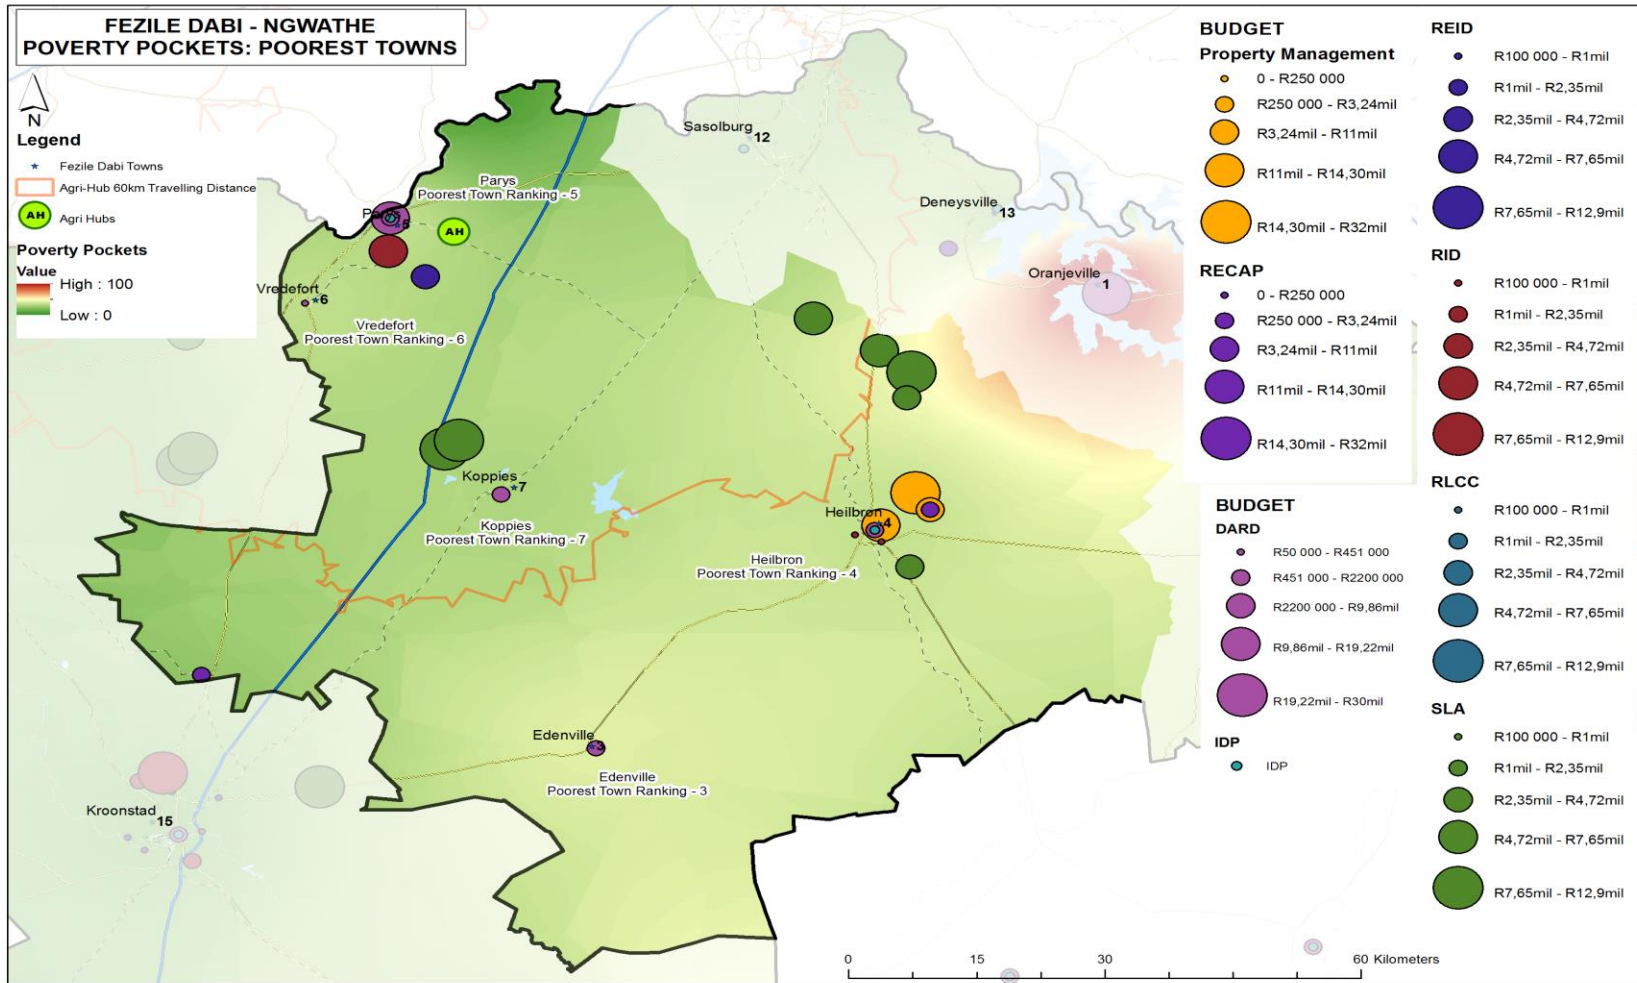 FEZILE DABI - NGWATHE
POVERTY POCKETS: POOREST TOWNS
N
Legend
Fezile Dabi Towns
Agri-Hub 60km Travelling Distance
AH
Agri Hubs
Poverty Pockets
Value
High : 100
Low : 0
Sasolburg
12
Parys
Poorest Town Ranking - 5
Parys
5
AH
Deneysville
13
Oranjeville
1
Vredefort
6
Vredefort
Poorest Town Ranking - 6
Koppies
7
Koppies
Poorest Town Ranking - 7
Heilbron
4
Heilbron
Poorest Town Ranking - 4
Edenville
3
Edenville
Poorest Town Ranking - 3
Kroonstad
15
BUDGET
Property Management
0 - R250 000
R250 000 - R3,24mil
R3,24mil - R11mil
R11mil - R14,30mil
R14,30mil - R32mil
RECAP
0 - R250 000
R250 000 - R3,24mil
R3,24mil - R11mil
R11mil - R14,30mil
R14,30mil - R32mil
BUDGET
DARD
R50 000 - R451 000
R451 000 - R2200 000
R2200 000 - R9,86mil
R9,86mil - R19,22mil
R19,22mil - R30mil
IDP
IDP
REID
R100 000 - R1mil
R1mil - R2,35mil
R2,35mil - R4,72mil
R4,72mil - R7,65mil
R7,65mil - R12,9mil
RID
R100 000 - R1mil
R1mil - R2,35mil
R2,35mil - R4,72mil
R4,72mil - R7,65mil
R7,65mil - R12,9mil
RLCC
R100 000 - R1mil
R1mil - R2,35mil
R2,35mil - R4,72mil
R4,72mil - R7,65mil
R7,65mil - R12,9mil
SLA
R100 000 - R1mil
R1mil - R2,35mil
R2,35mil - R4,72mil
R4,72mil - R7,65mil
R7,65mil - R12,9mil
0 15 30 60 Kilometers